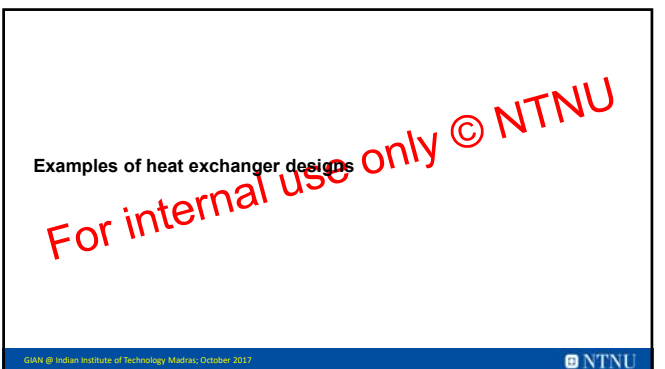 Examples of heat exchanger designs
For internal use only © NTNU
GIAN @ Indian Institute of Technology Madras; October 2017
NTNU